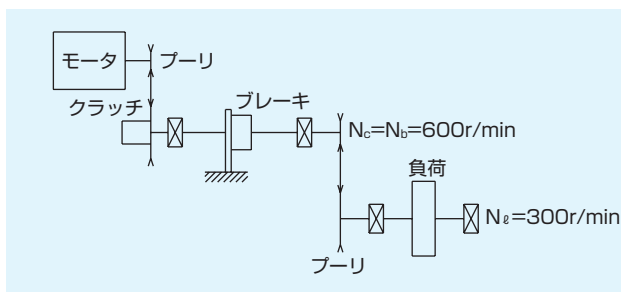 モータ
プーリ
クラッチ
ブレーキ
Nc=Nb=600r/min
負荷
Nℓ=300r/min
プーリ